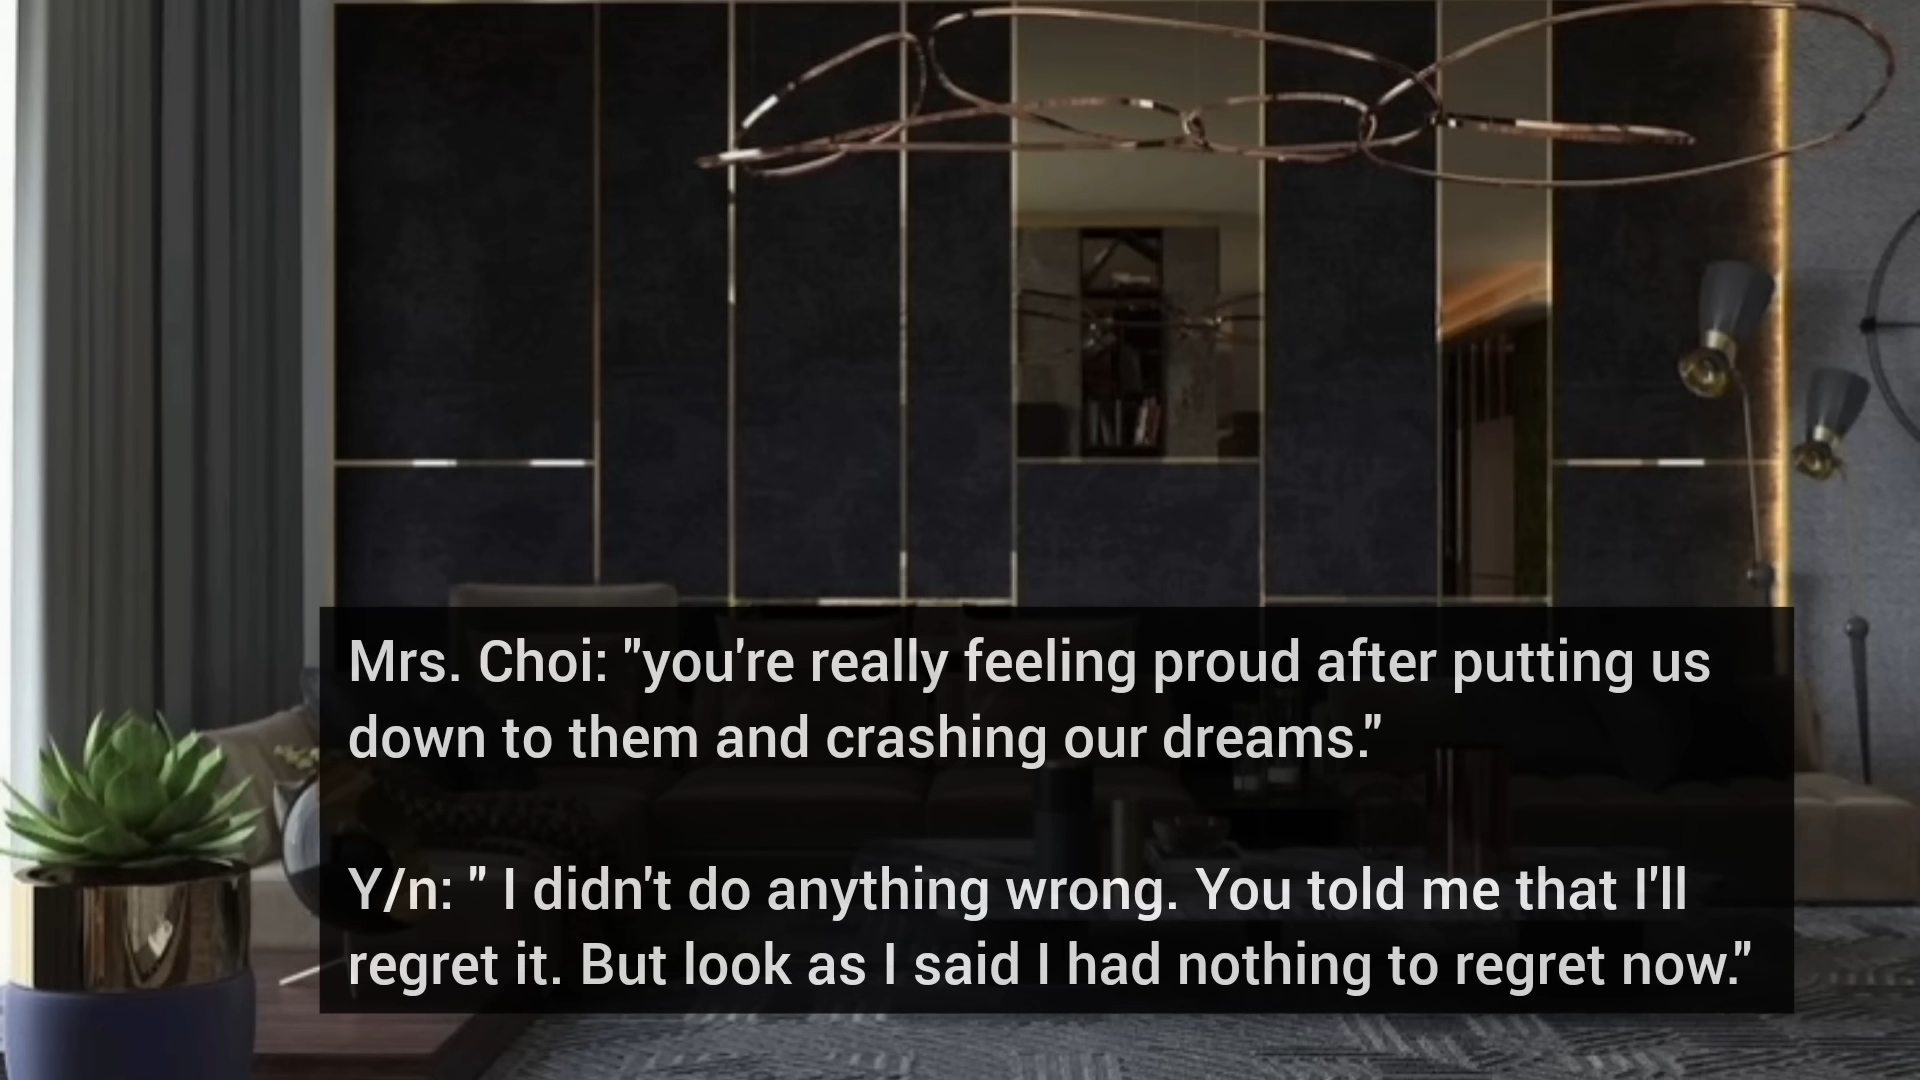 Mrs. Choi: "you're really feeling proud after putting us
down to them and crashing our dreams."
Y/n: " I didn't do anything wrong. You told me that I'll
regret it. But look as I said I had nothing to regret now."